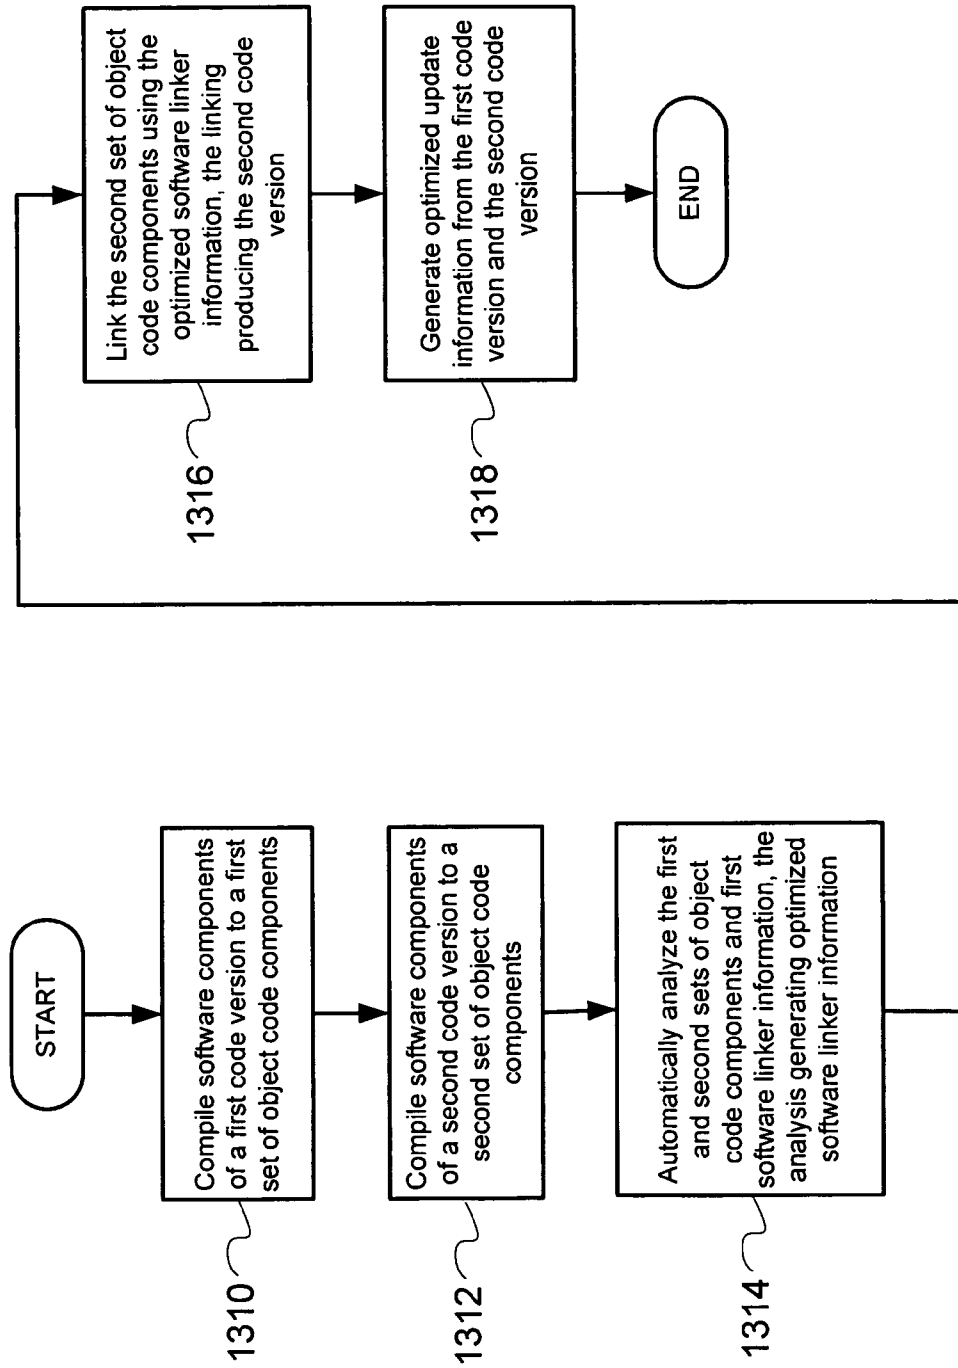 START
Compile software components
of a first code version to a first
set of object code components
1310
Compile software components
of a second code version to a
second set of object code
components
1312
Automatically analyze the first
and second sets of object
code components and first
software linker information, the
analysis generating optimized
software linker information
1314
Link the second set of object
code components using the
optimized software linker
information, the linking
producing the second code
version
1316
Generate optimized update
information from the first code
version and the second code
version
1318
END